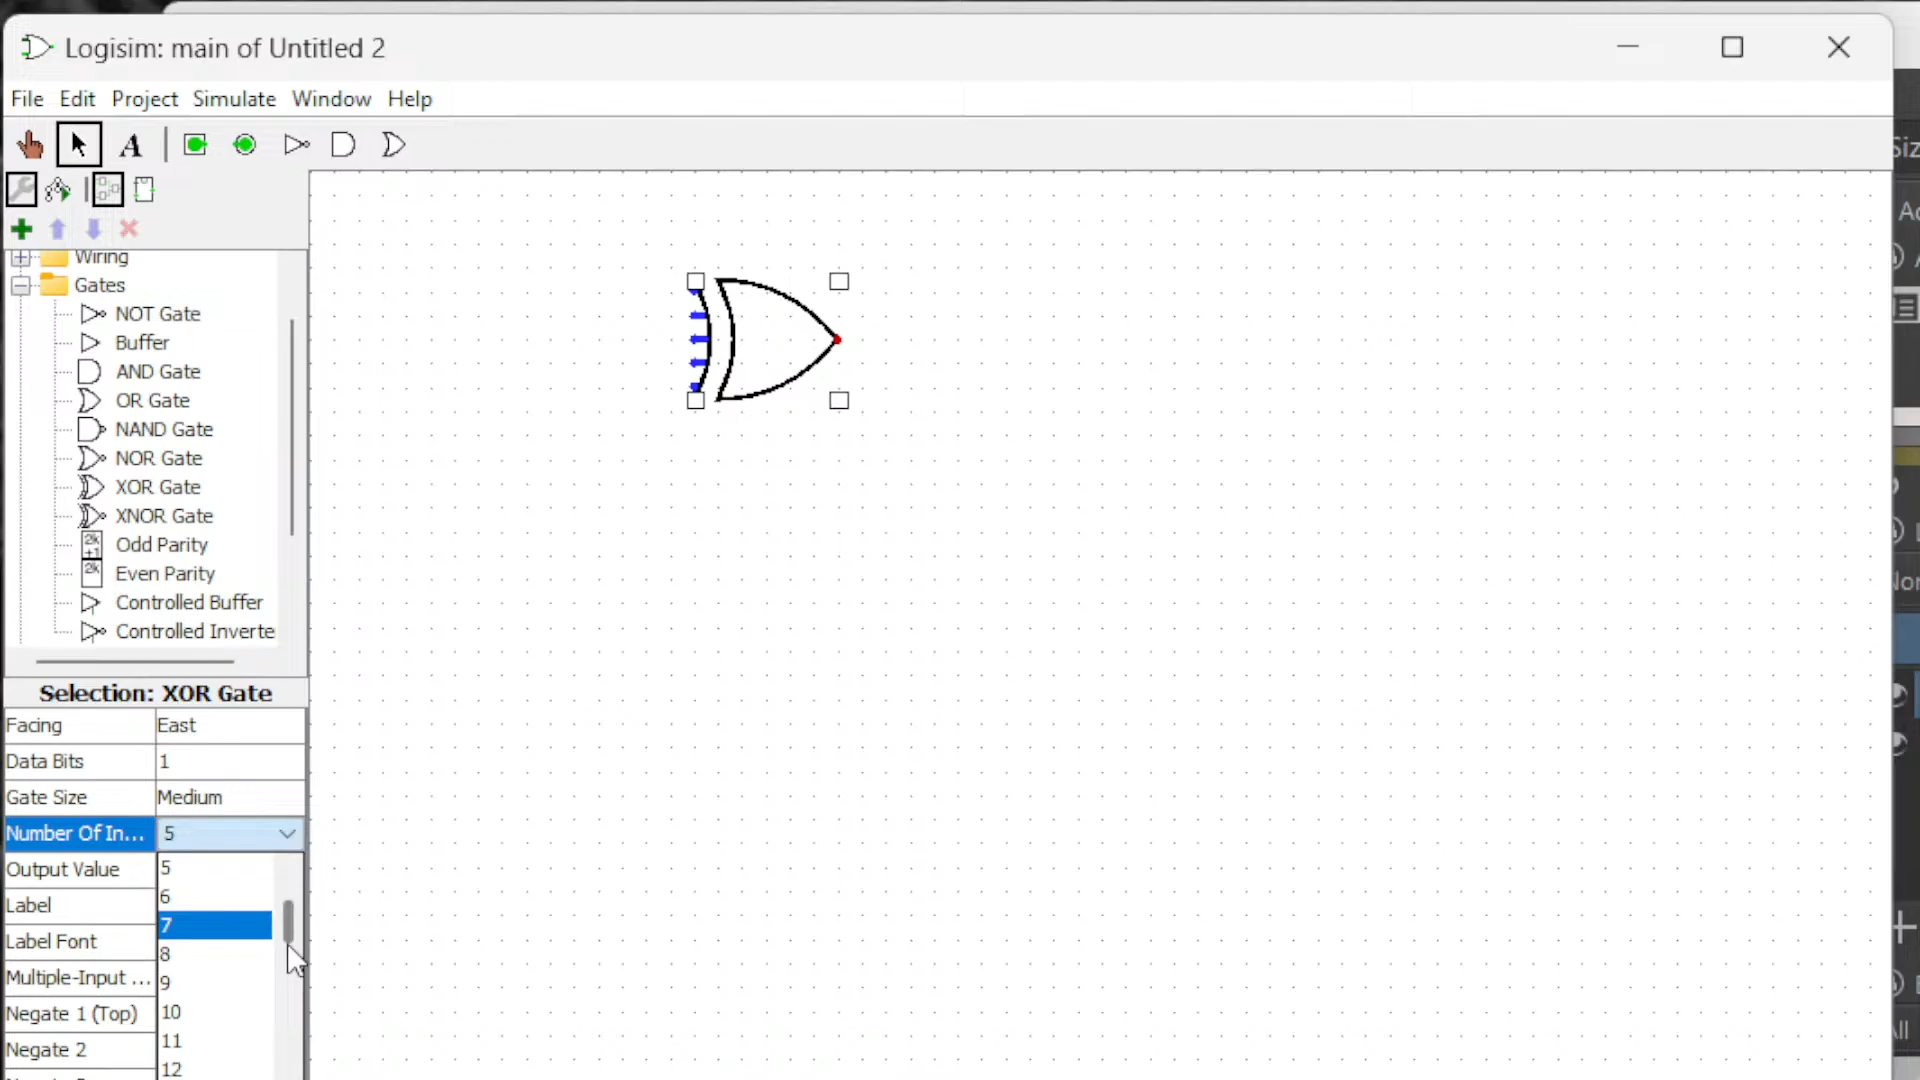 Logisim: main of Untitled 2
File Edit Project Simulate Window Help
A
Wiring
Gates
NOT Gate
Buffer
AND Gate
OR Gate
NAND Gate
NOR Gate
XOR Gate
XNOR Gate
2k+1 Odd Parity
2k Even Parity
Controlled Buffer
Controlled Inverte
Selection: XOR Gate
Facing East
Data Bits 1
Gate Size Medium
Number Of In... 5
Output Value 5
6
Label
7
Label Font
8
Multiple-Input ...
9
Negate 1 (Top) 10
11
Negate 2
12